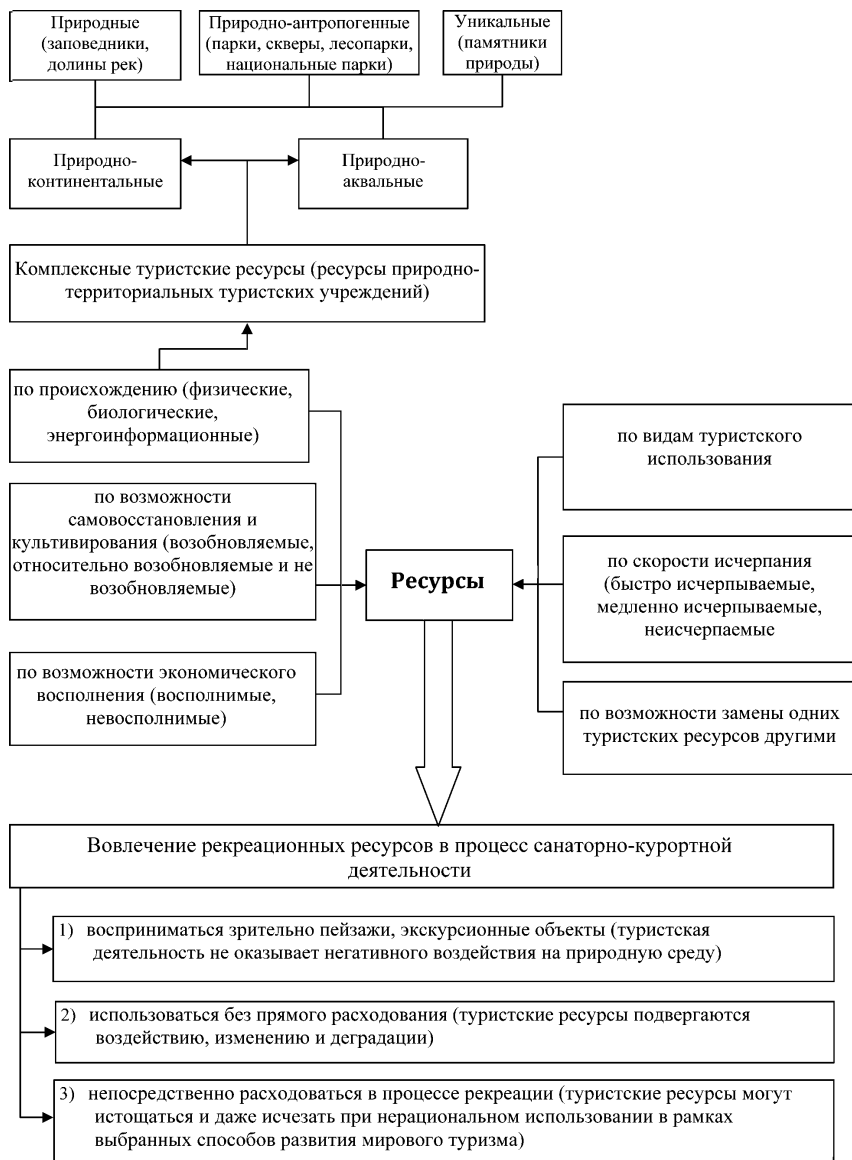 Природные
(заповедники,
долины рек)
Природно-антропогенные
(парки, скверы, лесопарки,
национальные парки)
Уникальные
(памятники
природы)
Природно-
континентальные
Природно-
аквальные
Комплексные туристские ресурсы (ресурсы природно-
территориальных туристских учреждений)
по происхождению (физические,
биологические,
энергоинформационные)
по возможности
самовосстановления и
культивирования (возобновляемые,
относительно возобновляемые и не
возобновляемые)
по возможности экономического
восполнения (восполнимые,
невосполнимые)
Ресурсы
по видам туристского
использования
по скорости исчерпания
(быстро исчерпываемые,
медленно исчерпываемые,
неисчерпаемые
по возможности замены одних
туристских ресурсов другими
Вовлечение рекреационных ресурсов в процесс санаторно-курортной
деятельности
1) восприниматься зрительно пейзажи, экскурсионные объекты (туристская
деятельность не оказывает негативного воздействия на природную среду)
2) использоваться без прямого расходования (туристские ресурсы подвергаются
воздействию, изменению и деградации)
3) непосредственно расходоваться в процессе рекреации (туристские ресурсы могут
истощаться и даже исчезать при нерациональном использовании в рамках
выбранных способов развития мирового туризма)